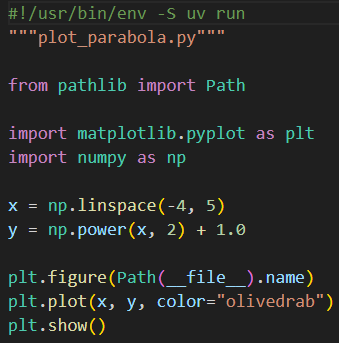 #!/usr/bin/env -S uv run
"""plot_parabola.py"""
from pathlib import Path
import matplotlib.pyplot as plt
import numpy as np
x = np.linspace(-4, 5)
y = np.power(x, 2) + 1.0
plt.figure(Path(__file__).name)
plt.plot(x, y, color="olivedrab")
plt.show()